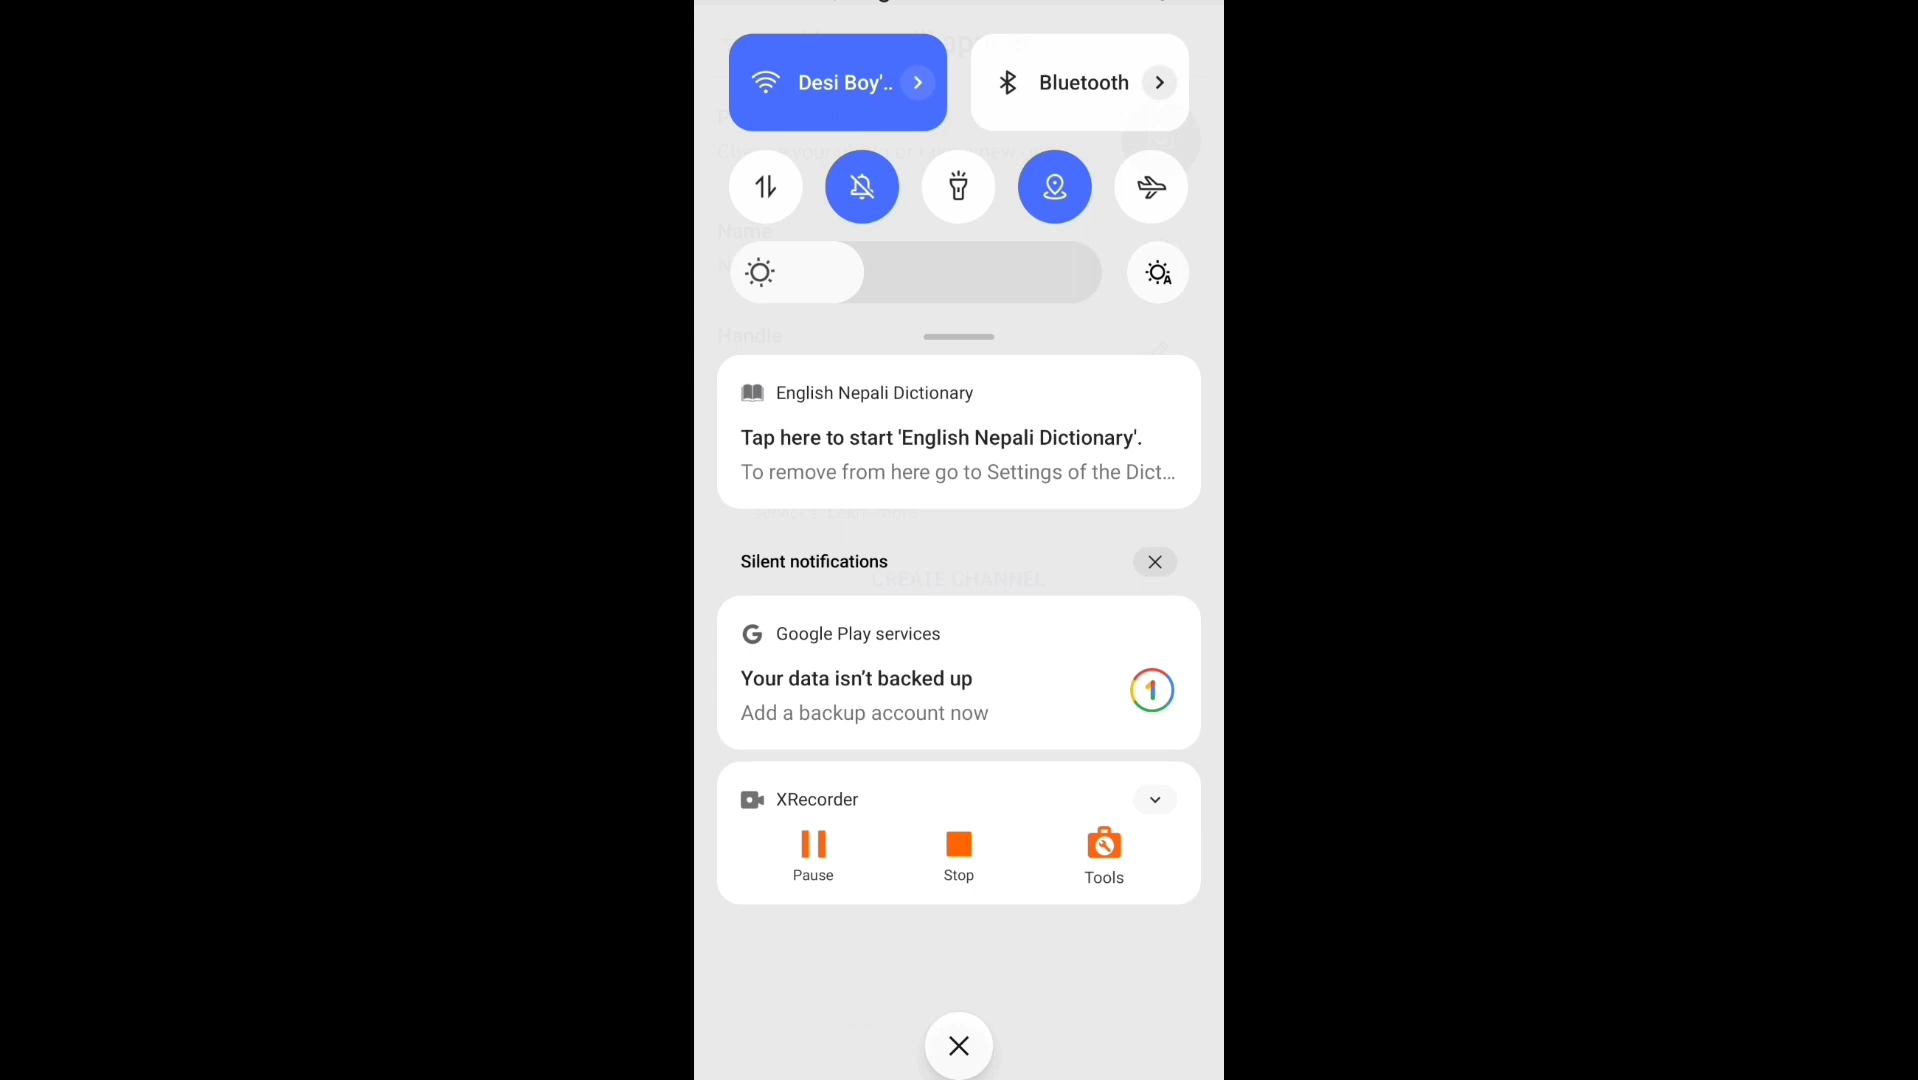 Desi Boy'..
Bluetooth
Name
Handle
English Nepali Dictionary
Tap here to start 'English Nepali Dictionary'.
To remove from here go to Settings of the Dict...
Silent notifications
CREATE CHANNEL
Google Play services
Your data isn't backed up
Add a backup account now
XRecorder
Pause
Stop
Tools